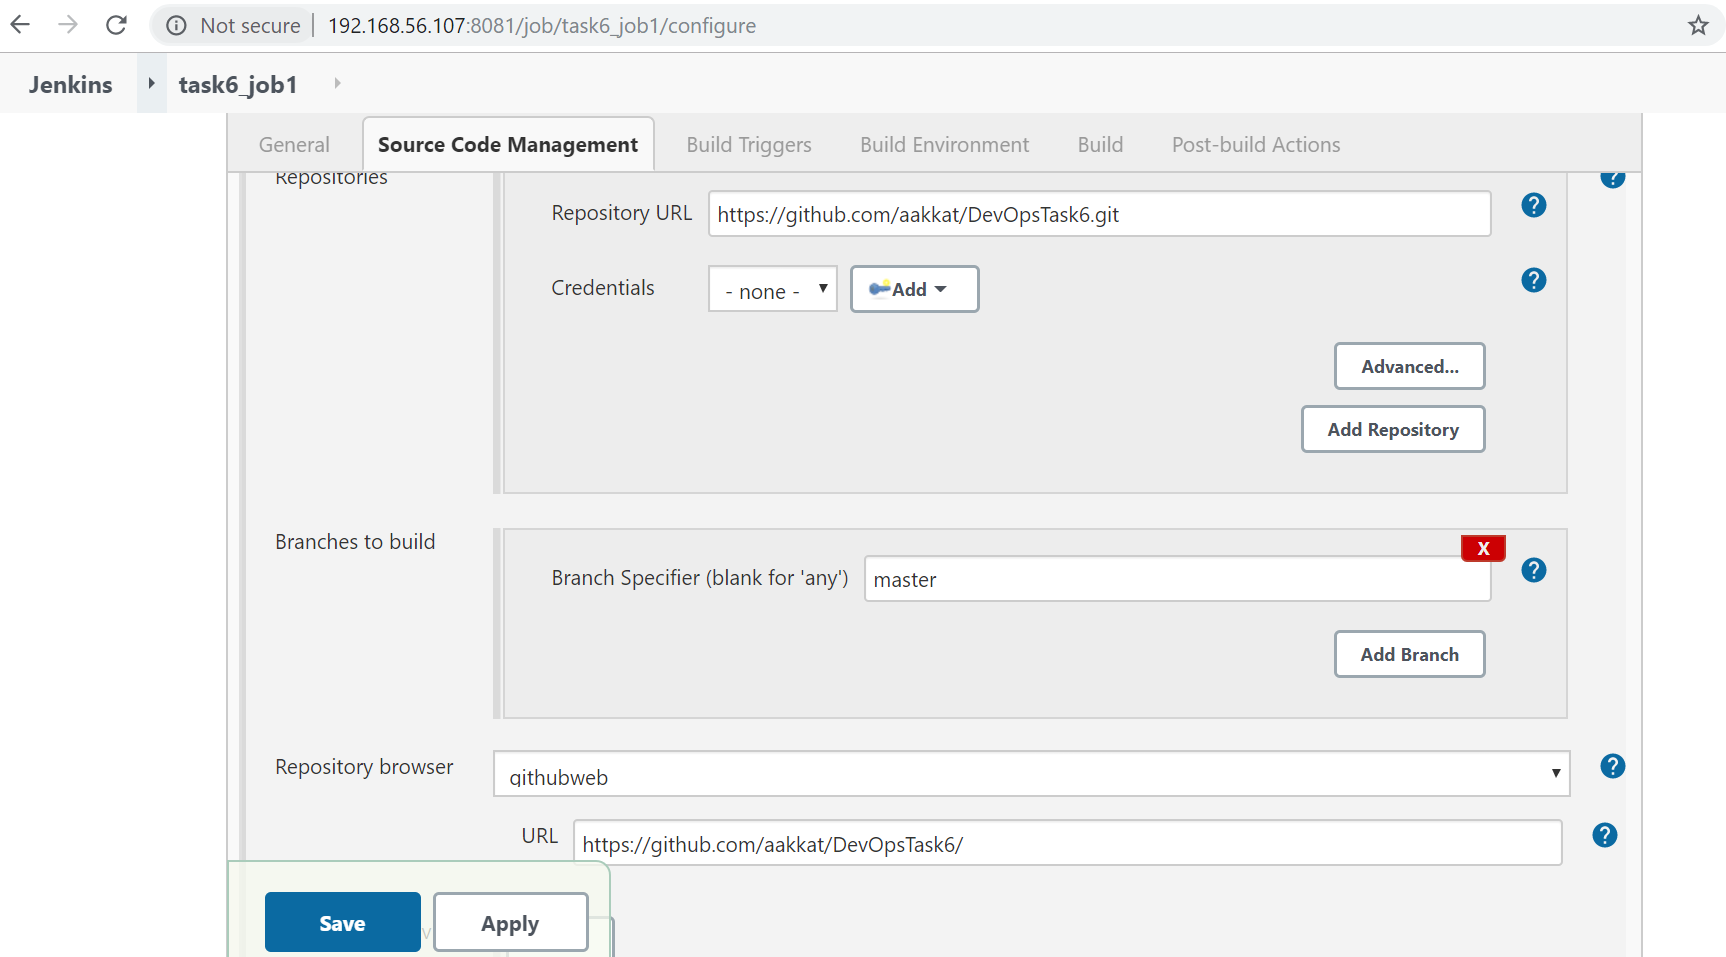 Not secure | 192.168.56.107:8081/job/task6_job1/configure
Jenkins task6_job1
General Source Code Management Build Triggers Build Environment Build Post-build Actions
Repositories
Repository URL https://github.com/aakkat/DevOpsTask6.git
Credentials - none - Add
Advanced...
Add Repository
Branches to build
X
Branch Specifier (blank for 'any') master
Add Branch
Repository browser githubweb
URL https://github.com/aakkat/DevOpsTask6/
Save Apply